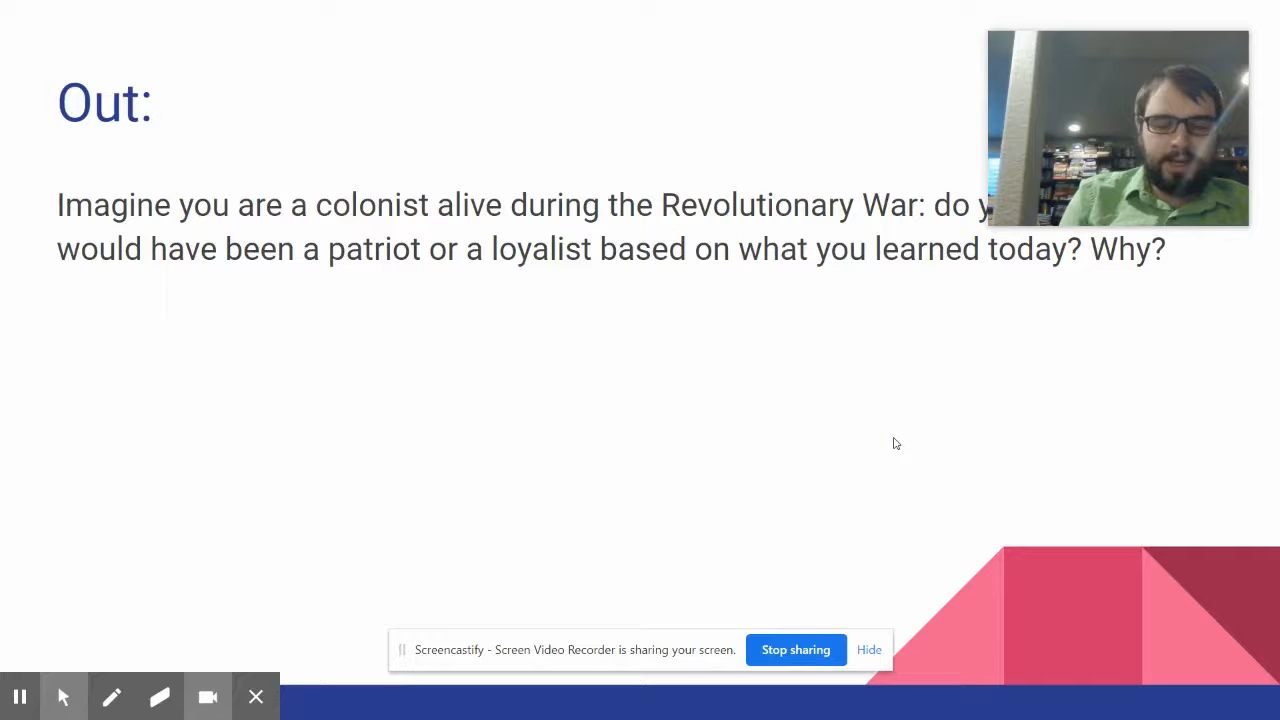 Out:
Imagine you are a colonist alive during the Revolutionary War: do
would have been a patriot or a loyalist based on what you learned today? Why?
Screencastify - Screen Video Recorder is sharing your screen. Stop sharing Hide